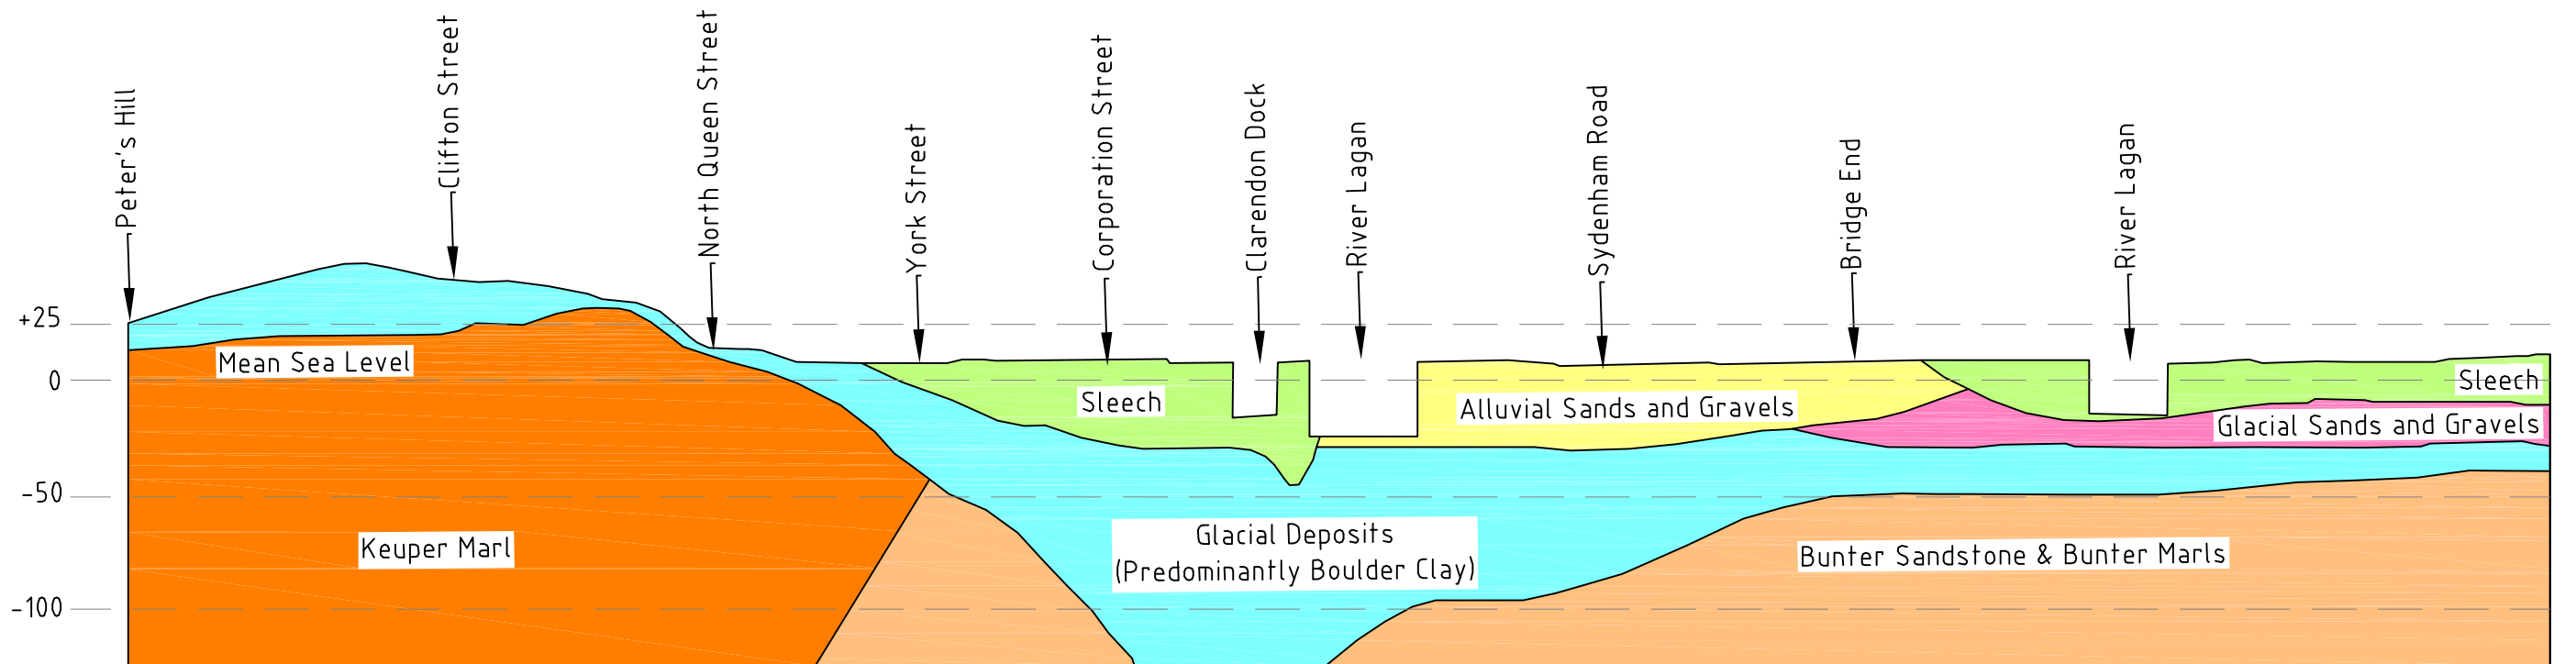 Peter's Hill
Clifton Street
North Queen Street
York Street
Corporation Street
Clarendon Dock
River Lagan
Sydenham Road
Bridge End
River Lagan
+25
0
-50
-100
Mean Sea Level
Sleech
Alluvial Sands and Gravels
Sleech
Glacial Sands and Gravels
Keuper Marl
Glacial Deposits
(Predominantly Boulder Clay)
Bunter Sandstone & Bunter Marls